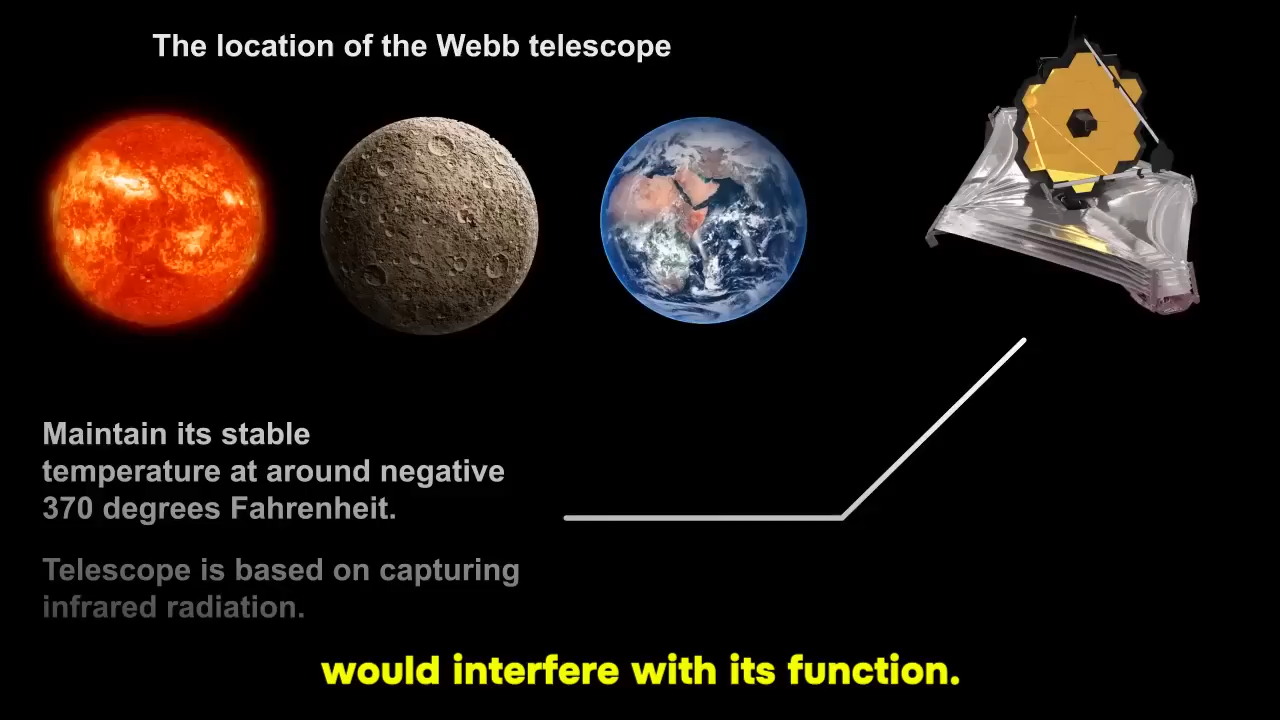 The location of the Webb telescope
Maintain its stable
temperature at around negative
370 degrees Fahrenheit.
Telescope is based on capturing
infrared radiation.
would interfere with its function.